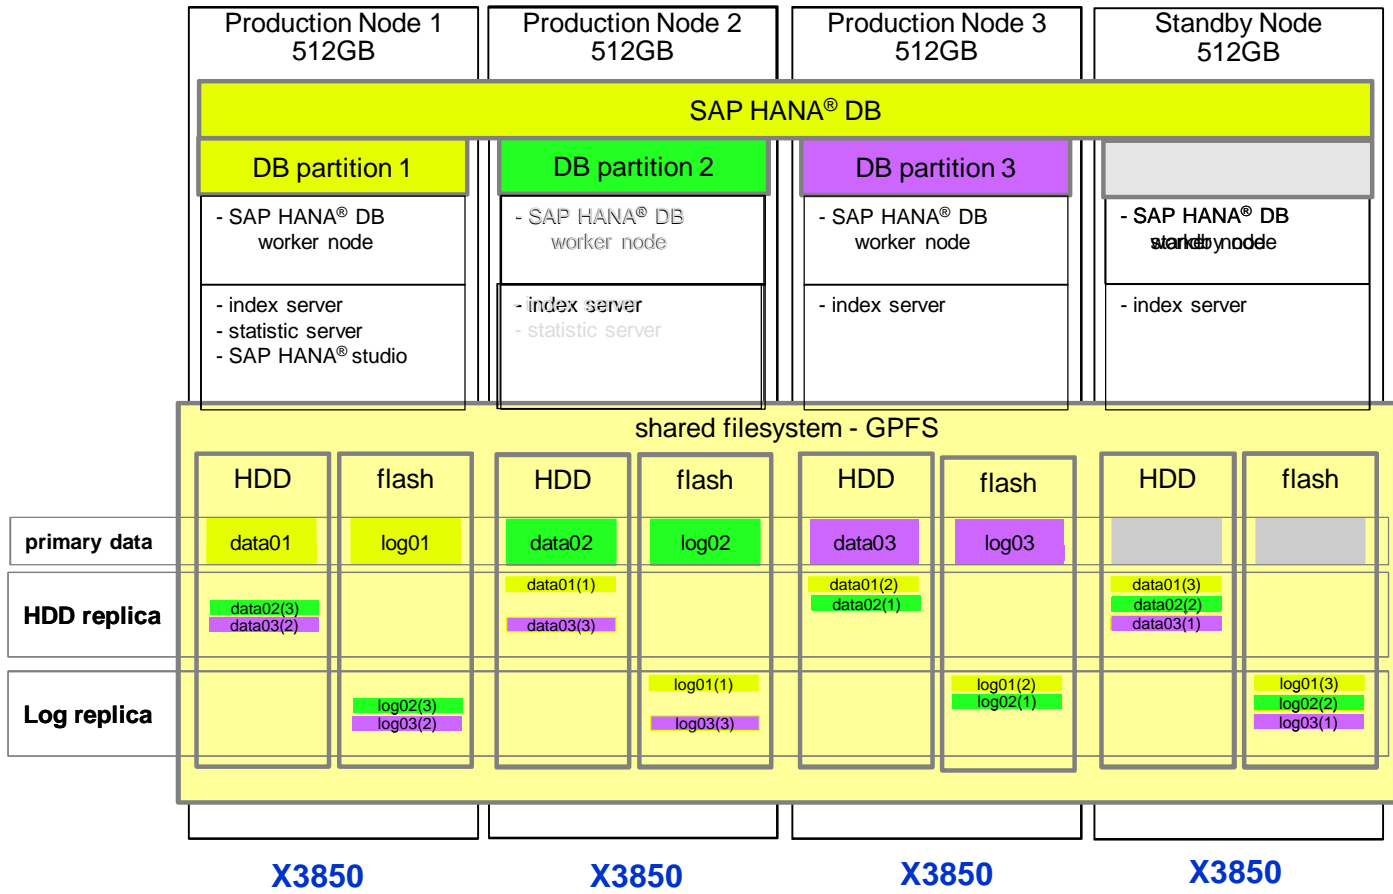 Production Node 1
512GB
Production Node 2
512GB
Production Node 3
512GB
Standby Node
512GB
SAP HANA® DB
DB partition 1
DB partition 2
DB partition 3
- SAP HANA® DB
worker node
- SAP HANA® DB
worker node
- SAP HANA® DB
worker node
- SAP HANA® DB
node
- index server
- statistic server
- SAP HANA® studio
- index server
- statistic server
- index server
- index server
shared filesystem - GPFS
HDD
flash
HDD
flash
HDD
flash
HDD
flash
primary data
data01
log01
data02
log02
data03
log03
HDD replica
data02(3)
data03(2)
data01(1)
data03(3)
data01(2)
data02(1)
data01(3)
data02(2)
data03(1)
Log replica
log02(3)
log03(2)
log01(1)
log03(3)
log01(2)
log02(1)
log01(3)
log02(2)
log03(1)
X3850
X3850
X3850
X3850